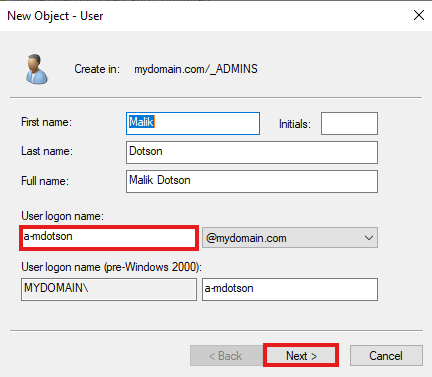 New Object - User
Create in: mydomain.com/_ADMINS
First name: Malik Initials:
Last name: Dotson
Full name: Malik Dotson
User logon name:
a-mdotson @mydomain.com
User logon name (pre-Windows 2000):
MYDOMAIN\ a-mdotson
< Back Next > Cancel